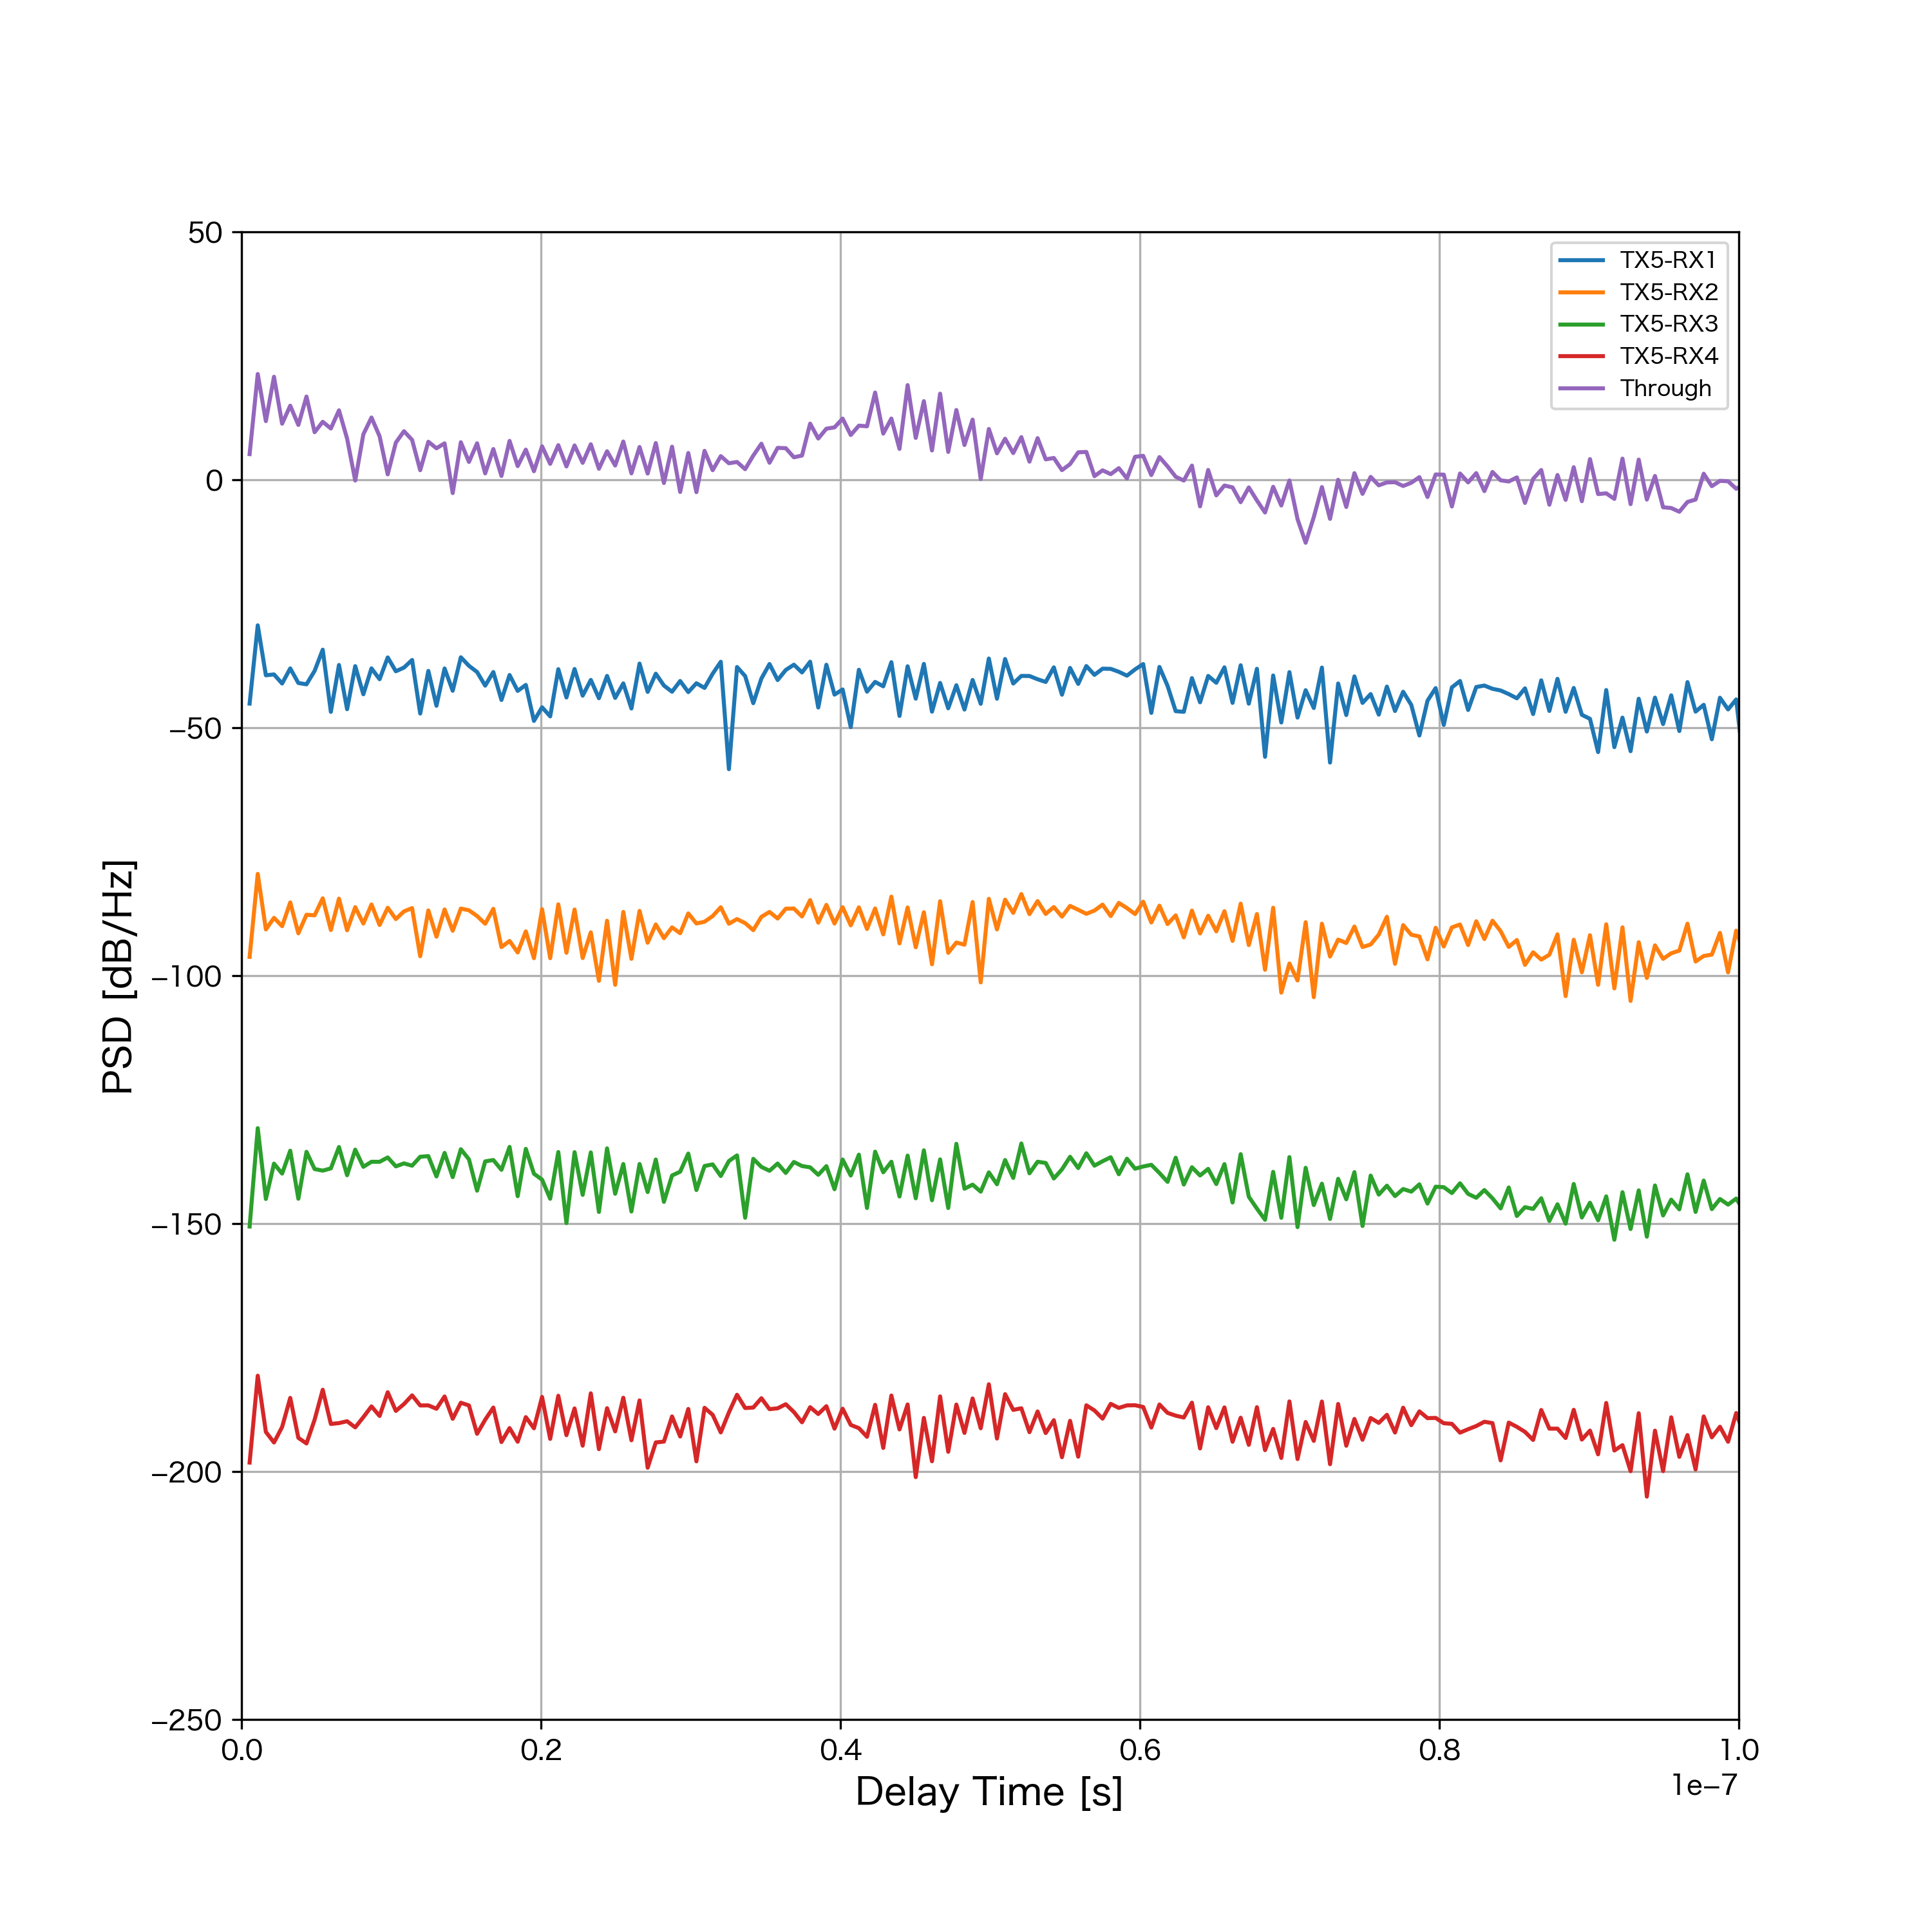 50
0
−50
−100
−150
−200
−250
PSD [dB/Hz]
TX5-RX1
TX5-RX2
TX5-RX3
TX5-RX4
Through
0.0 0.2 0.4 0.6 0.8 1.0
Delay Time [s]
1e−7